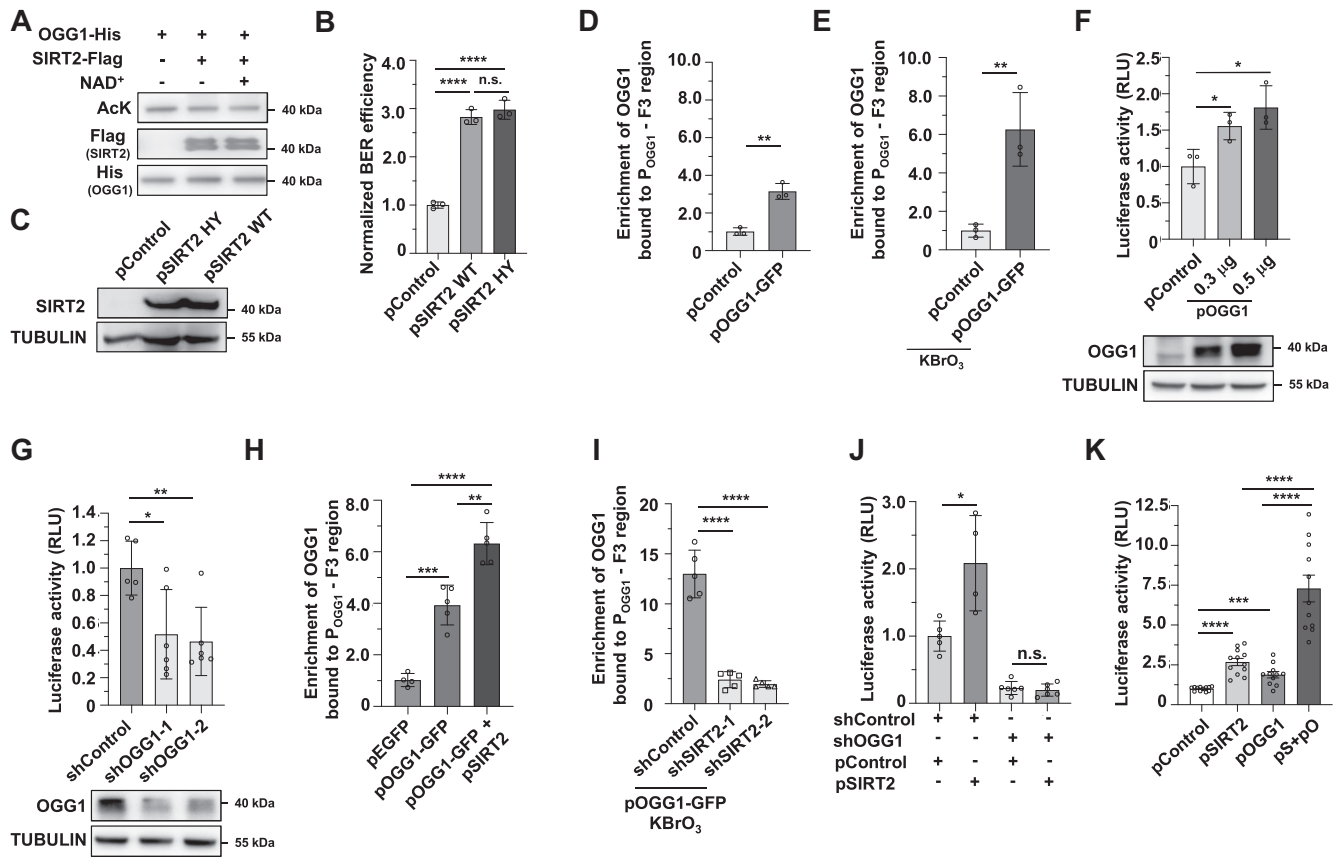 A
OGG1-His + + +
SIRT2-Flag - + +
NAD+ - - +
AcK 40 kDa
Flag (SIRT2) 40 kDa
His (OGG1) 40 kDa
B
Normalized BER efficiency
4.0
3.0
2.0
1.0
0
****
**** n.s.
pControl
pSIRT2 WT
pSIRT2 HY
C
pControl
pSIRT2 HY
pSIRT2 WT
SIRT2 40 kDa
TUBULIN 55 kDa
D
Enrichment of OGG1
bound to POGG1 - F3 region
10.0
8.0
6.0
4.0
2.0
0
**
pControl
pOGG1-GFP
E
Enrichment of OGG1
bound to POGG1 - F3 region
10.0
8.0
6.0
4.0
2.0
0
**
pControl
pOGG1-GFP
KBrO3
F
Luciferase activity (RLU)
2.5
2.0
1.5
1.0
0.5
0
*
*
pControl
0.3 µg
0.5 µg
pOGG1
OGG1 40 kDa
TUBULIN 55 kDa
G
Luciferase activity (RLU)
1.4
1.2
1.0
0.8
0.6
0.4
0.2
0
**
*
shControl
shOGG1-1
shOGG1-2
OGG1 40 kDa
TUBULIN 55 kDa
H
Enrichment of OGG1
bound to POGG1 - F3 region
8.0
6.0
4.0
2.0
0
****
**
***
pEGFP
pOGG1-GFP
pOGG1-GFP
+
pSIRT2
I
Enrichment of OGG1
bind to POGG1 - F3 region
20
15
10
5
0
****
****
shControl
shSIRT2-1
shSIRT2-2
pOGG1-GFP
KBrO3
J
Luciferase activity (RLU)
3.0
2.0
1.0
0
*
n.s.
shControl + + - -
shOGG1 - - + +
pControl + - + -
pSIRT2 - + - +
K
Luciferase activity (RLU)
12.5
10.0
7.5
5.0
2.5
0
****
****
***
****
pControl
pSIRT2
pOGG1
pS+pO